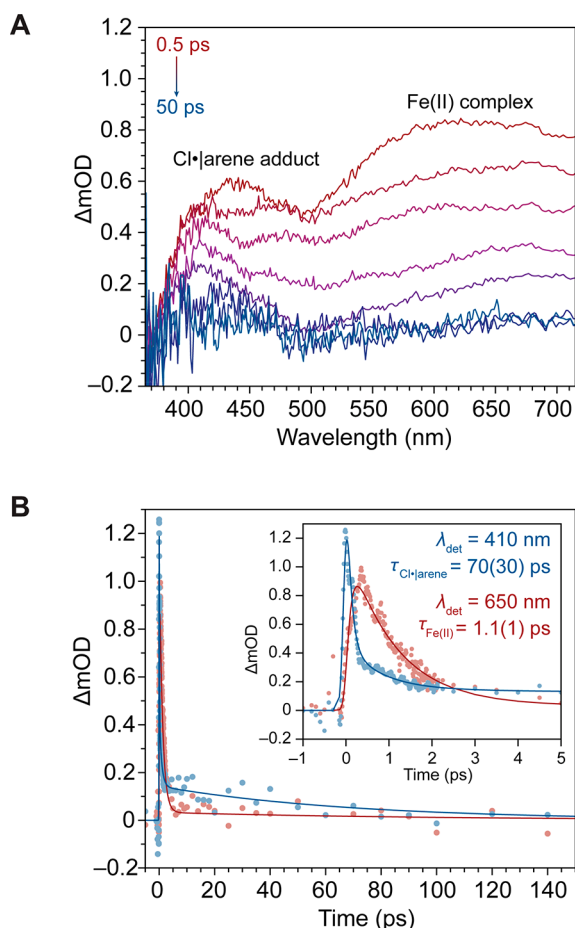 A
1.2
1.0
0.8
0.6
0.4
0.2
0
–0.2
ΔmOD
0.5 ps
50 ps
Cl•|arene adduct
Fe(II) complex
400
450
500
550
600
650
700
Wavelength (nm)
B
1.2
1.0
0.8
0.6
0.4
0.2
0
–0.2
ΔmOD
0
20
40
60
80
100
120
140
Time (ps)
1.2
1.0
0.8
0.6
0.4
0.2
0
ΔmOD
λdet = 410 nm
τCl•|arene = 70(30) ps
λdet = 650 nm
τFe(II) = 1.1(1) ps
–1
0
1
2
3
4
5
Time (ps)